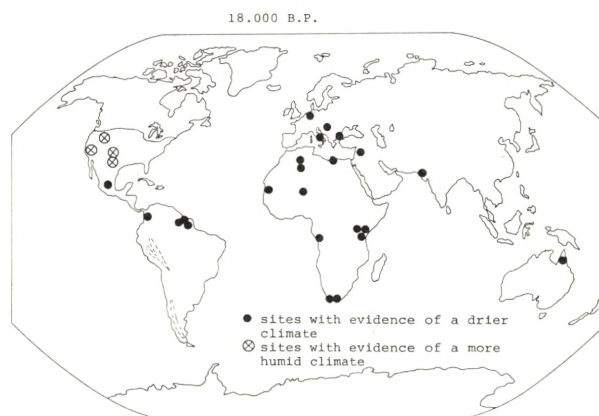 18.000 B.P.
sites with evidence of a drier
climate
sites with evidence of a more
humid climate